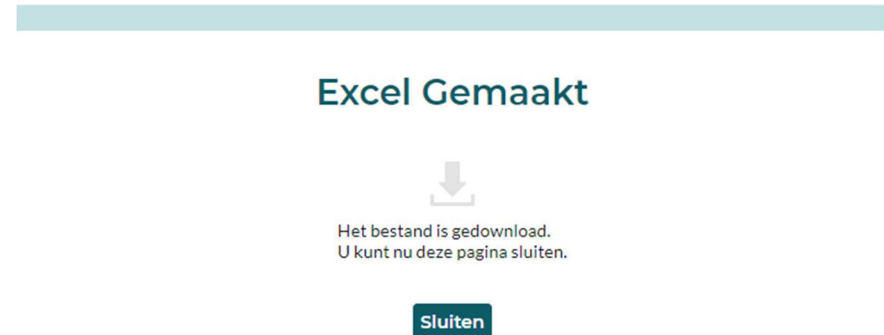 Excel Gemaakt
Het bestand is gedownload.
U kunt nu deze pagina sluiten.
Sluiten